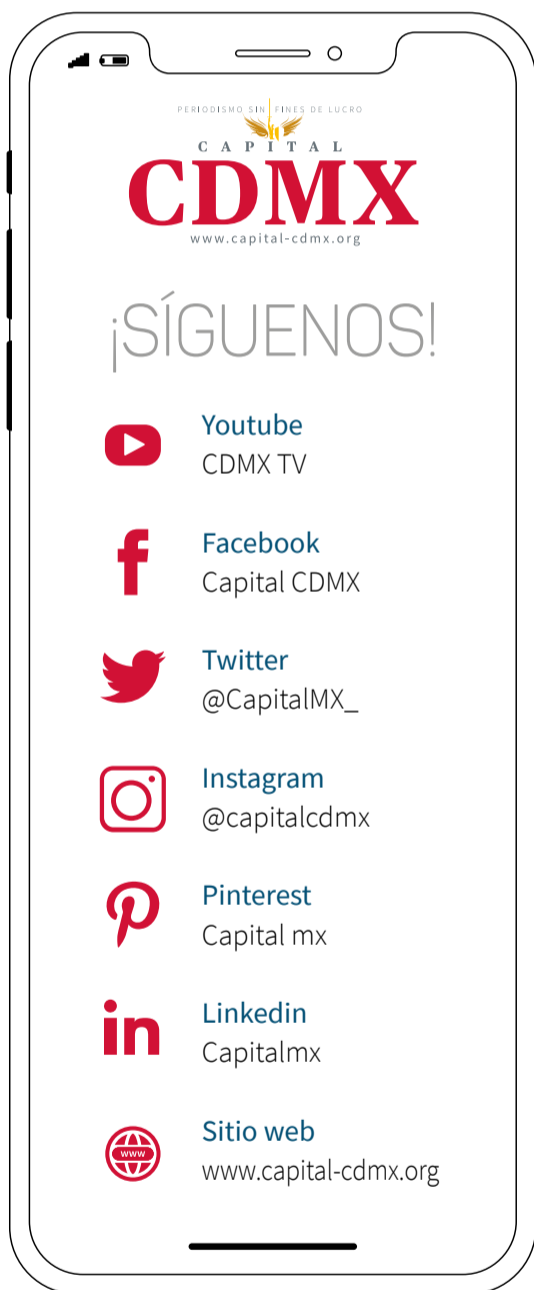 PERIODISMO SIN FINES DE LUCRO
CAPITAL
CDMX
www.capital-cdmx.org
¡SÍGUENOS!
Youtube
CDMX TV
Facebook
Capital CDMX
Twitter
@CapitalMX_
Instagram
@capitalcdmx
Pinterest
Capital mx
Linkedin
Capitalmx
Sitio web
www
www.capital-cdmx.org